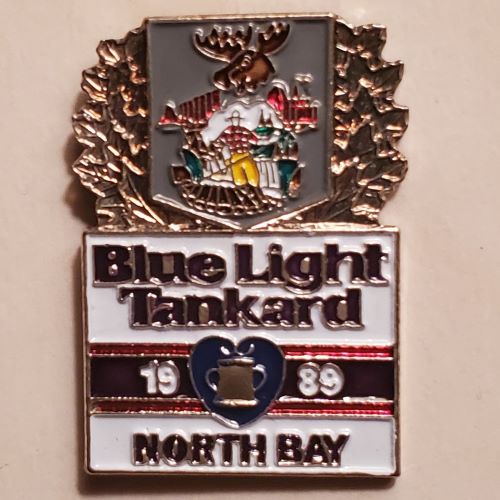 Blue Light
Tankard
19 89
NORTH BAY